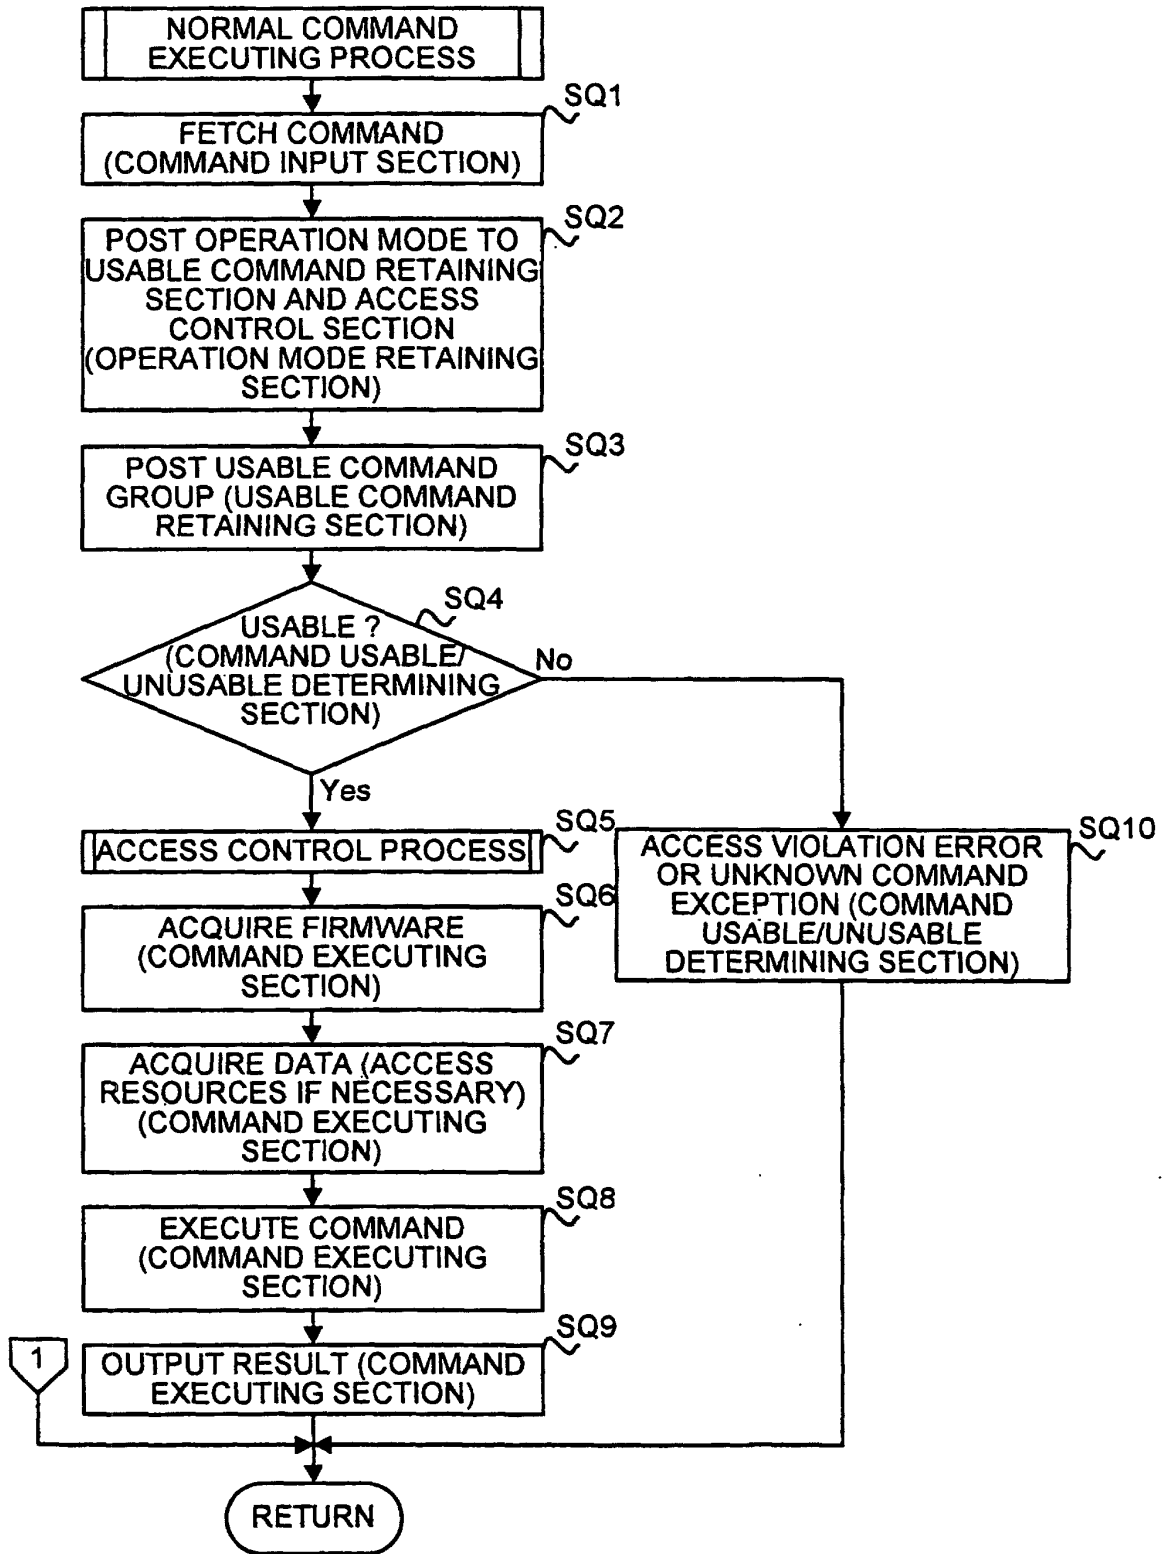 NORMAL COMMAND
EXECUTING PROCESS
SQ1
FETCH COMMAND
(COMMAND INPUT SECTION)
SQ2
POST OPERATION MODE TO
USABLE COMMAND RETAINING
SECTION AND ACCESS
CONTROL SECTION
(OPERATION MODE RETAINING
SECTION)
SQ3
POST USABLE COMMAND
GROUP (USABLE COMMAND
RETAINING SECTION)
SQ4
USABLE ?
(COMMAND USABLE/
UNUSABLE DETERMINING
SECTION)
No
Yes
SQ5
ACCESS CONTROL PROCESS
SQ10
ACCESS VIOLATION ERROR
OR UNKNOWN COMMAND
EXCEPTION (COMMAND
USABLE/UNUSABLE
DETERMINING SECTION)
SQ6
ACQUIRE FIRMWARE
(COMMAND EXECUTING
SECTION)
SQ7
ACQUIRE DATA (ACCESS
RESOURCES IF NECESSARY)
(COMMAND EXECUTING
SECTION)
SQ8
EXECUTE COMMAND
(COMMAND EXECUTING
SECTION)
SQ9
1
OUTPUT RESULT (COMMAND
EXECUTING SECTION)
RETURN